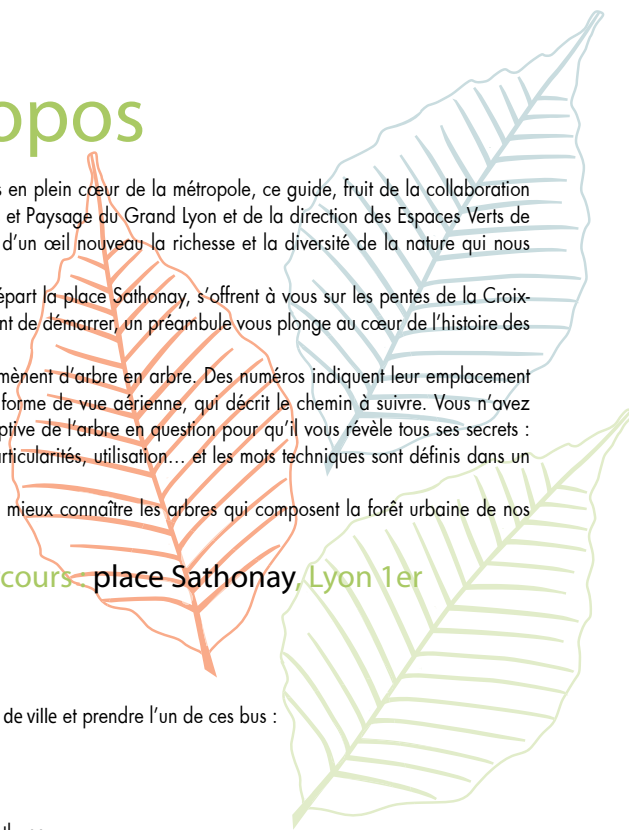 opos
s en plein cœur de la métropole, ce guide, fruit de la collaboration
et Paysage du Grand Lyon et de la direction des Espaces Verts de
d’un œil nouveau la richesse et la diversité de la nature qui nous
épart la place Sathonay, s’offrent à vous sur les pentes de la Croix-
nt de démarrer, un préambule vous plonge au cœur de l’histoire des
mènent d’arbre en arbre. Des numéros indiquent leur emplacement
forme de vue aérienne, qui décrit le chemin à suivre. Vous n’avez
ptive de l’arbre en question pour qu’il vous révèle tous ses secrets :
articularités, utilisation… et les mots techniques sont définis dans un
mieux connaître les arbres qui composent la forêt urbaine de nos
cours : place Sathonay, Lyon 1er
de ville et prendre l’un de ces bus :